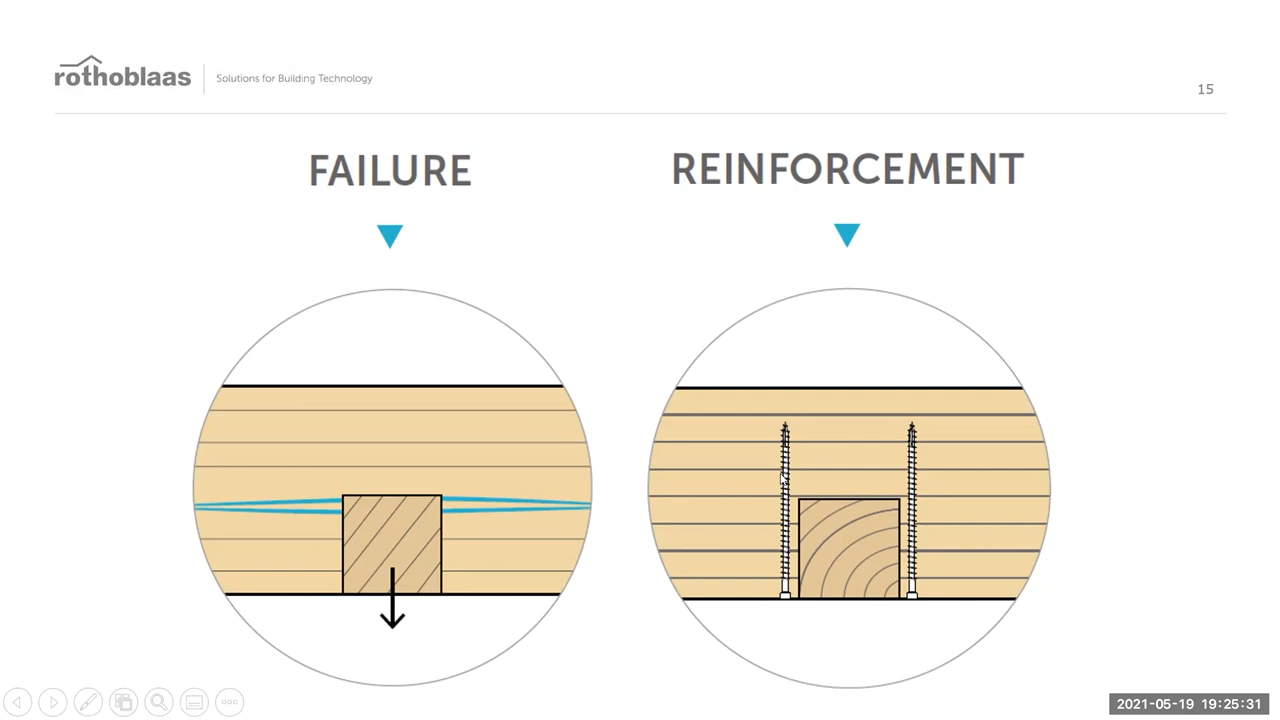 rothoblaas
Solutions for Building Technology
15
FAILURE
REINFORCEMENT
2021-05-19 19:25:31